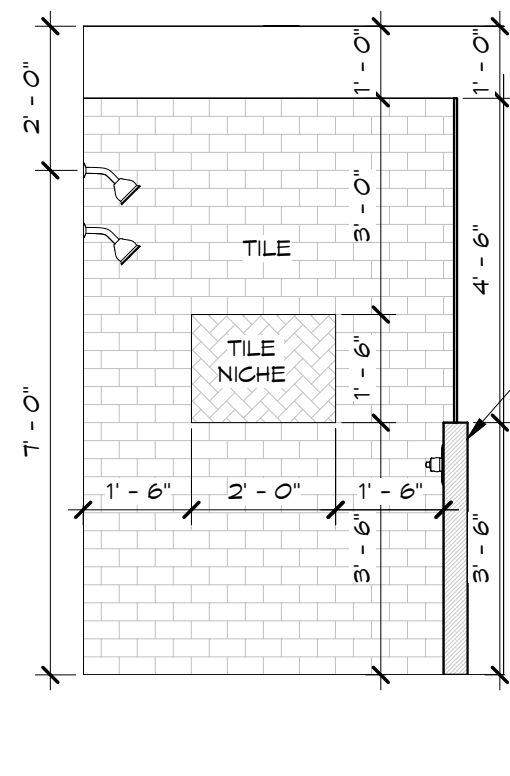 1' - 0"
1' - 0"
2' - 0"
3' - 0"
TILE
4' - 6"
TILE
NICHE
1' - 6"
7' - 0"
1' - 6"
2' - 0"
1' - 6"
3' - 6"
3' - 6"